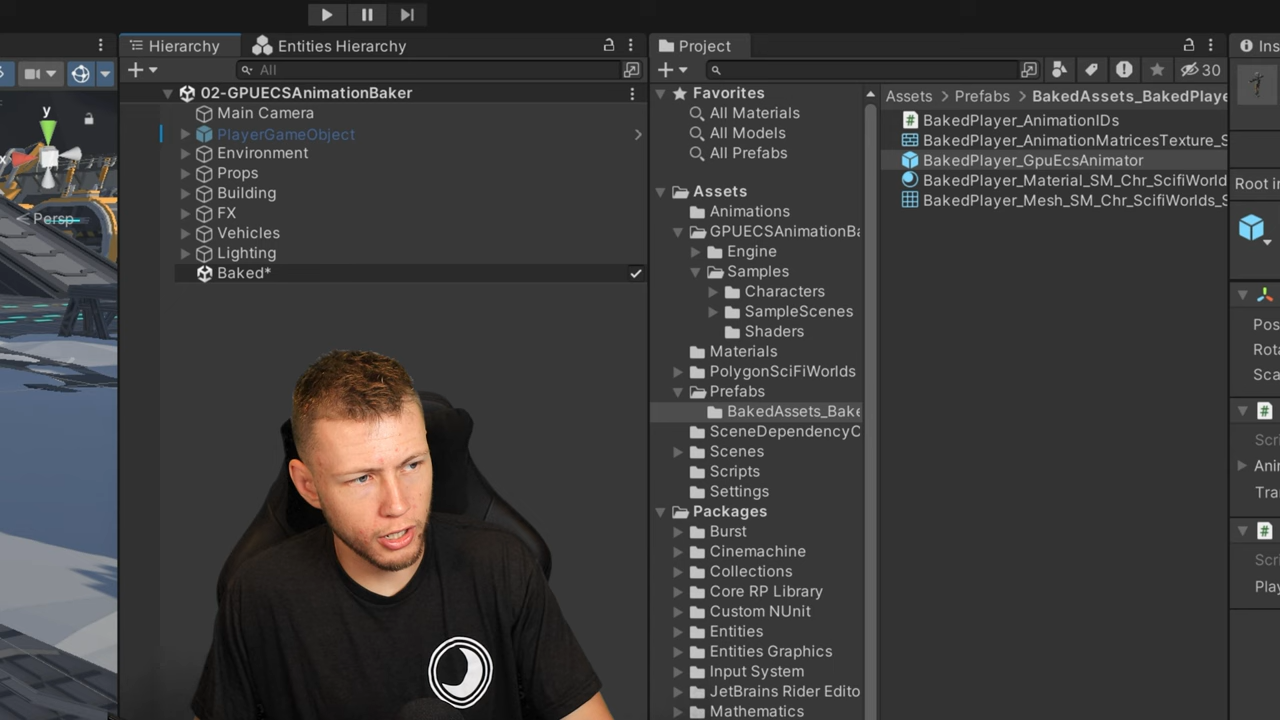 Hierarchy
Entities Hierarchy
All
02-GPUECSAnimationBaker
Main Camera
PlayerGameObject
Environment
Props
Building
FX
Vehicles
Lighting
Baked*
y
x
Persp
Project
30
Favorites
All Materials
All Models
All Prefabs
Assets
Animations
GPUECSAnimationBa
Engine
Samples
Characters
SampleScenes
Shaders
Materials
PolygonSciFiWorlds
Prefabs
BakedAssets_Bake
SceneDependencyC
Scenes
Scripts
Settings
Packages
Burst
Cinemachine
Collections
Core RP Library
Custom NUnit
Entities
Entities Graphics
Input System
JetBrains Rider Edito
Mathematics
Assets > Prefabs > BakedAssets_BakedPlaye
BakedPlayer_AnimationIDs
BakedPlayer_AnimationMatricesTexture_S
BakedPlayer_GpuEcsAnimator
BakedPlayer_Material_SM_Chr_ScifiWorld
BakedPlayer_Mesh_SM_Chr_ScifiWorlds_S
Ins
Root in
Pos
Rota
Sca
Scri
Anir
Tra
Scri
Play